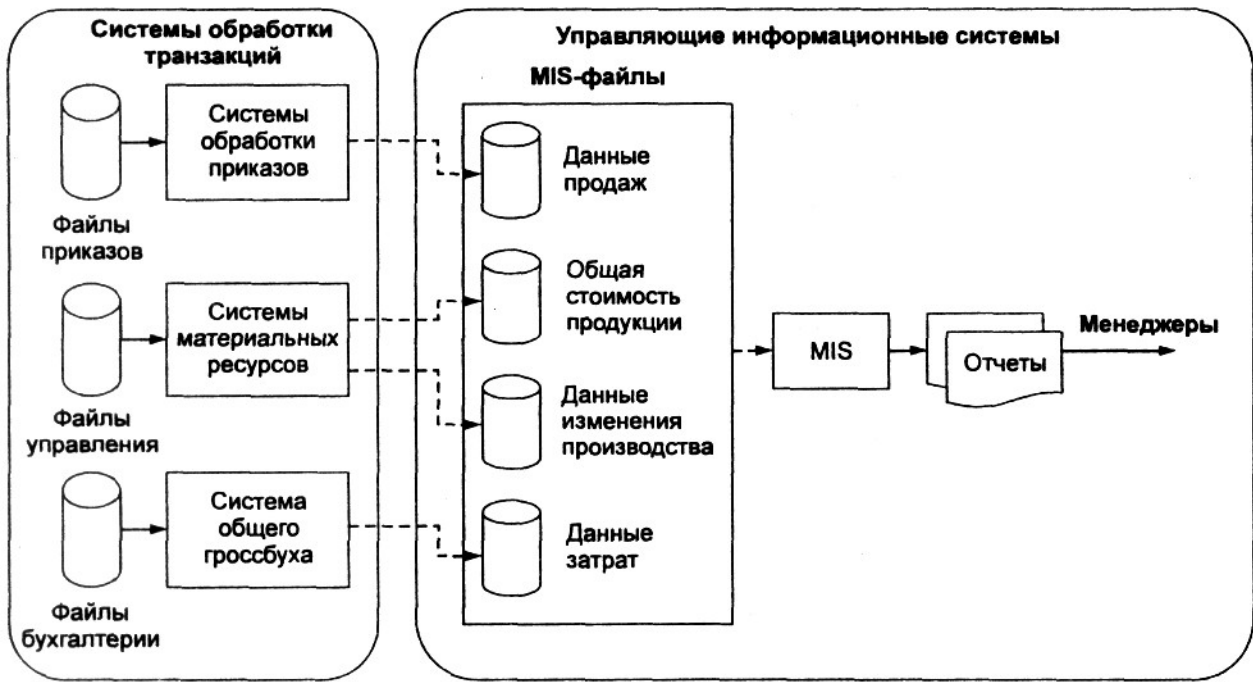 Системы обработки
транзакций
Системы
обработки
приказов
Файлы
приказов
Системы
материальных
ресурсов
Файлы
управления
Система
общего
гроссбуха
Файлы
бухгалтерии
Управляющие информационные системы
MIS-файлы
Данные
продаж
Общая
стоимость
продукции
Данные
изменения
производства
Данные
затрат
MIS
Отчеты
Менеджеры